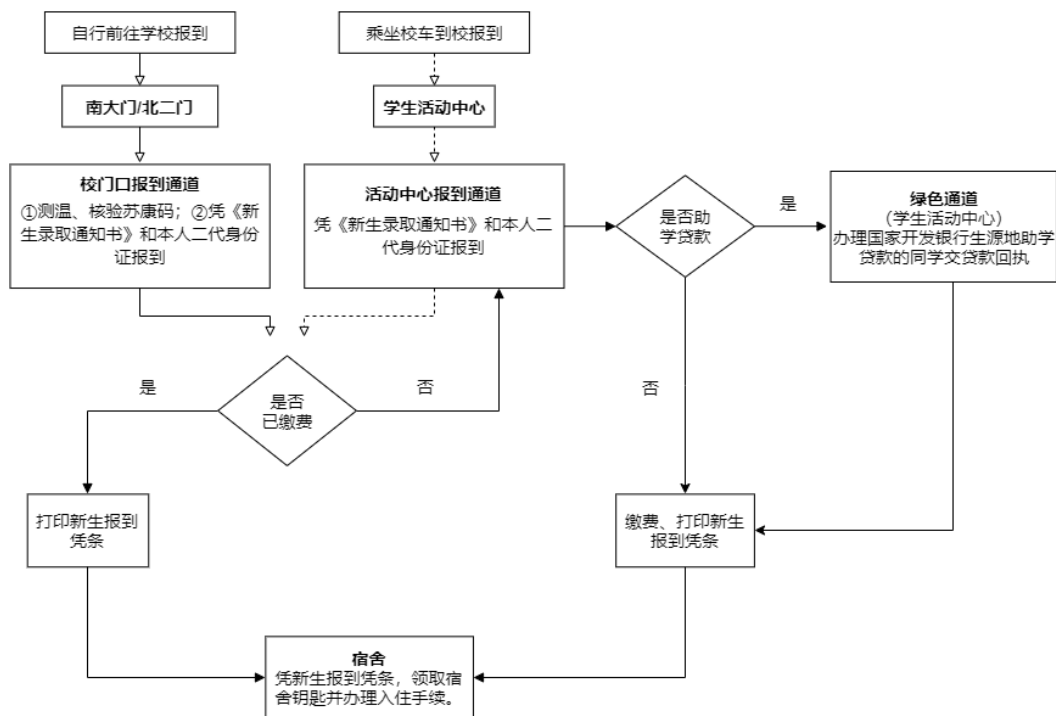 自行前往学校报到
乘坐校车到校报到
南大门/北二门
学生活动中心
校门口报到通道
①测温、核验苏康码；②凭《新
生录取通知书》和本人二代身份
证报到
活动中心报到通道
凭《新生录取通知书》和本人二
代身份证报到
是否助
学贷款
是
绿色通道
（学生活动中心）
办理国家开发银行生源地助学
贷款的同学交贷款回执
是
是否
已缴费
否
否
打印新生报到
凭条
缴费、打印新生
报到凭条
宿舍
凭新生报到凭条，领取宿
舍钥匙并办理入住手续。